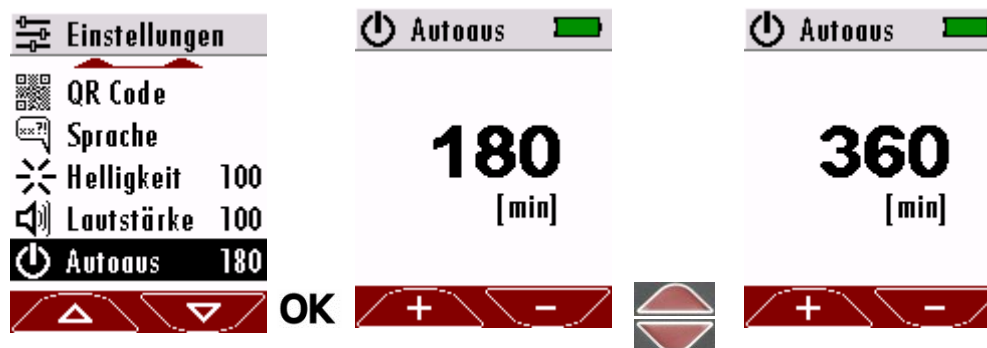 Einstellungen
QR Code
Sprache
Helligkeit 100
Lautstärke 100
Autoaus 180
OK
Autoaus
180
[min]
+ -
Autoaus
360
[min]
+ -